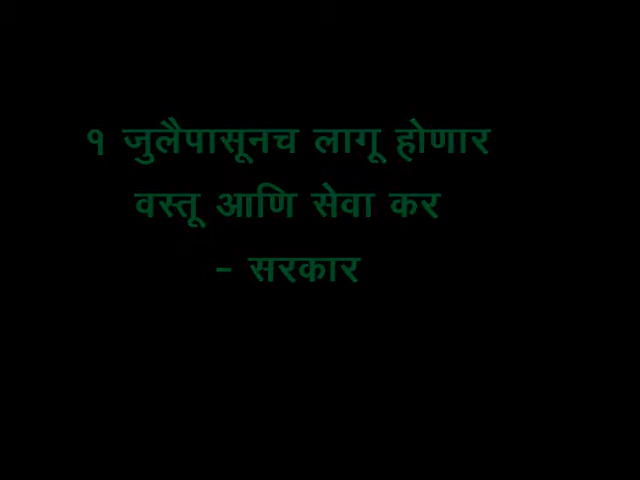 १ जुलैपासूनच लागू होणार
वस्तू आणि सेवा कर
- सरकार